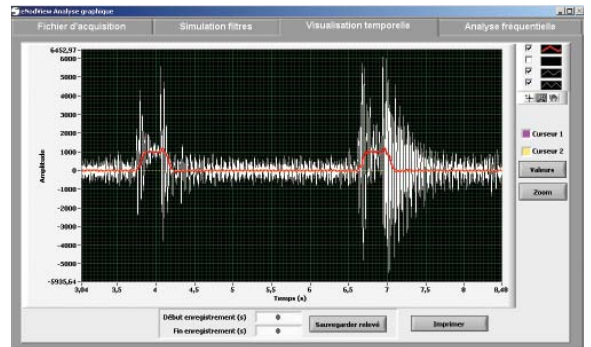 eNodView Analyse graphique
Fichier d'acquisition
Simulation filtres
Visualisation temporelle
Analyse fréquentielle
6452,97
6000
5000
4000
3000
2000
1000
0
-1000
-2000
-3000
-4000
-5000
-5935,64
Amplitude
3,04
3,5
4
4,5
5
5,5
6
6,5
7
7,5
8
8,48
Temps (s)
Curseur 1
Curseur 2
Valeurs
Zoom
Début enregistrement (s)
0
Fin enregistrement (s)
0
Sauvegarder relevé
Imprimer